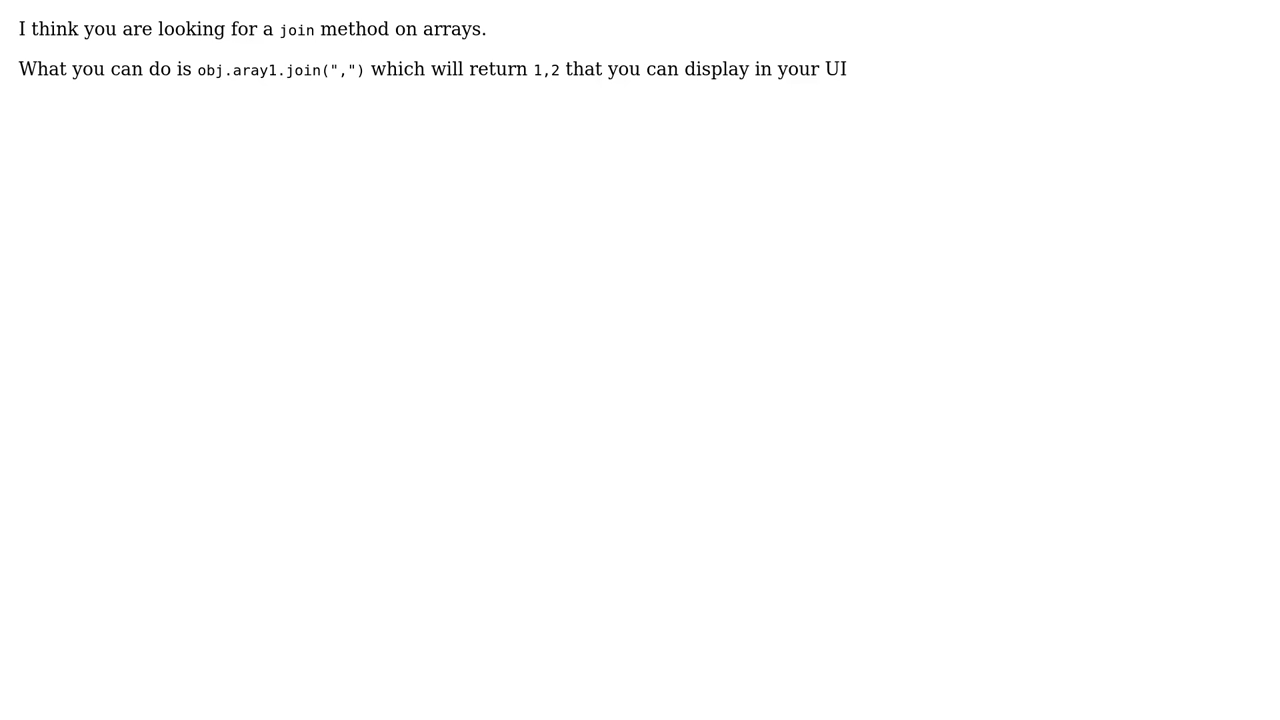 I think you are looking for a join method on arrays.
What you can do is obj.aray1.join(",") which will return 1,2 that you can display in your UI